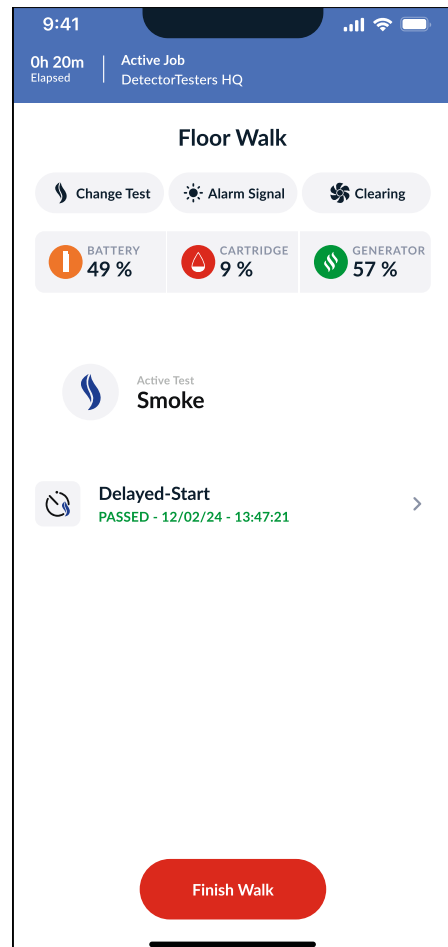 9:41
0h 20m
Elapsed
Active Job
DetectorTesters HQ
Floor Walk
Change Test
Alarm Signal
Clearing
BATTERY
49 %
CARTRIDGE
9 %
GENERATOR
57 %
Active Test
Smoke
Delayed-Start
PASSED - 12/02/24 - 13:47:21
Finish Walk